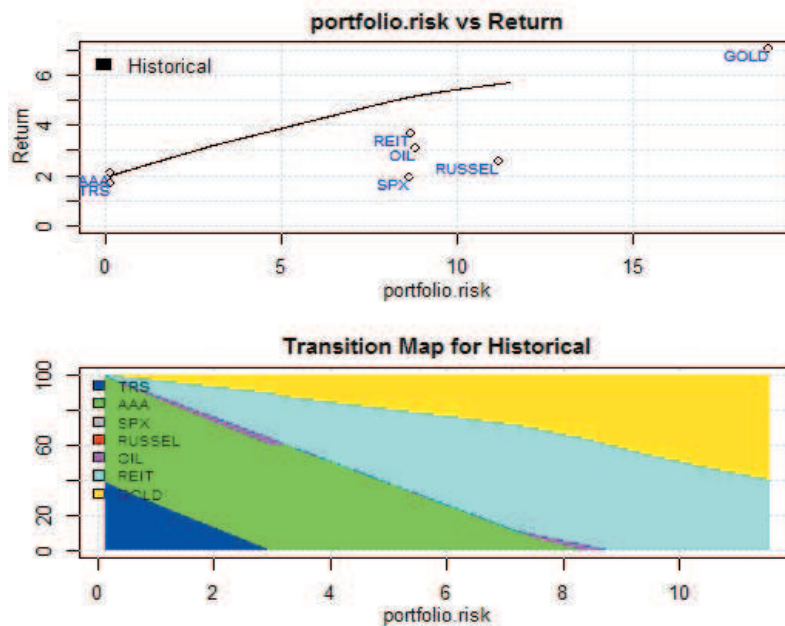 portfolio.risk vs Return
Return
6
4
2
0
Historical
GOLD
REIT
OIL
RUSSEL
SPX
AAA
TRS
0 5 10 15
portfolio.risk
Transition Map for Historical
100
60
20
0
TRS
AAA
SPX
RUSSEL
OIL
REIT
GOLD
0 2 4 6 8 10
portfolio.risk